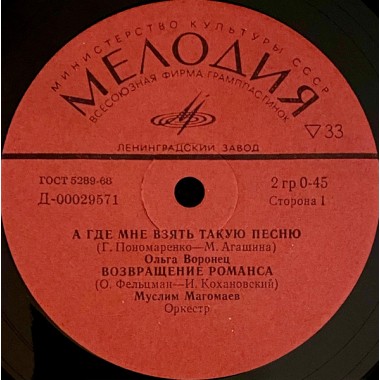 МИНИСТЕРСТВО КУЛЬТУРЫ СССР
МЕЛОДИЯ
ВСЕСОЮЗНАЯ ФИРМА ГРАМПЛАСТИНОК
▽33
ЛЕНИНГРАДСКИЙ ЗАВОД
ГОСТ 5289-68
2 гр 0-45
Д-00029571
Сторона 1
А ГДЕ МНЕ ВЗЯТЬ ТАКУЮ ПЕСНЮ
(Г. Пономаренко—М. Агашина)
Ольга Воронец
ВОЗВРАЩЕНИЕ РОМАНСА
(О. Фельцман—И. Кохановский)
Муслим Магомаев
Оркестр